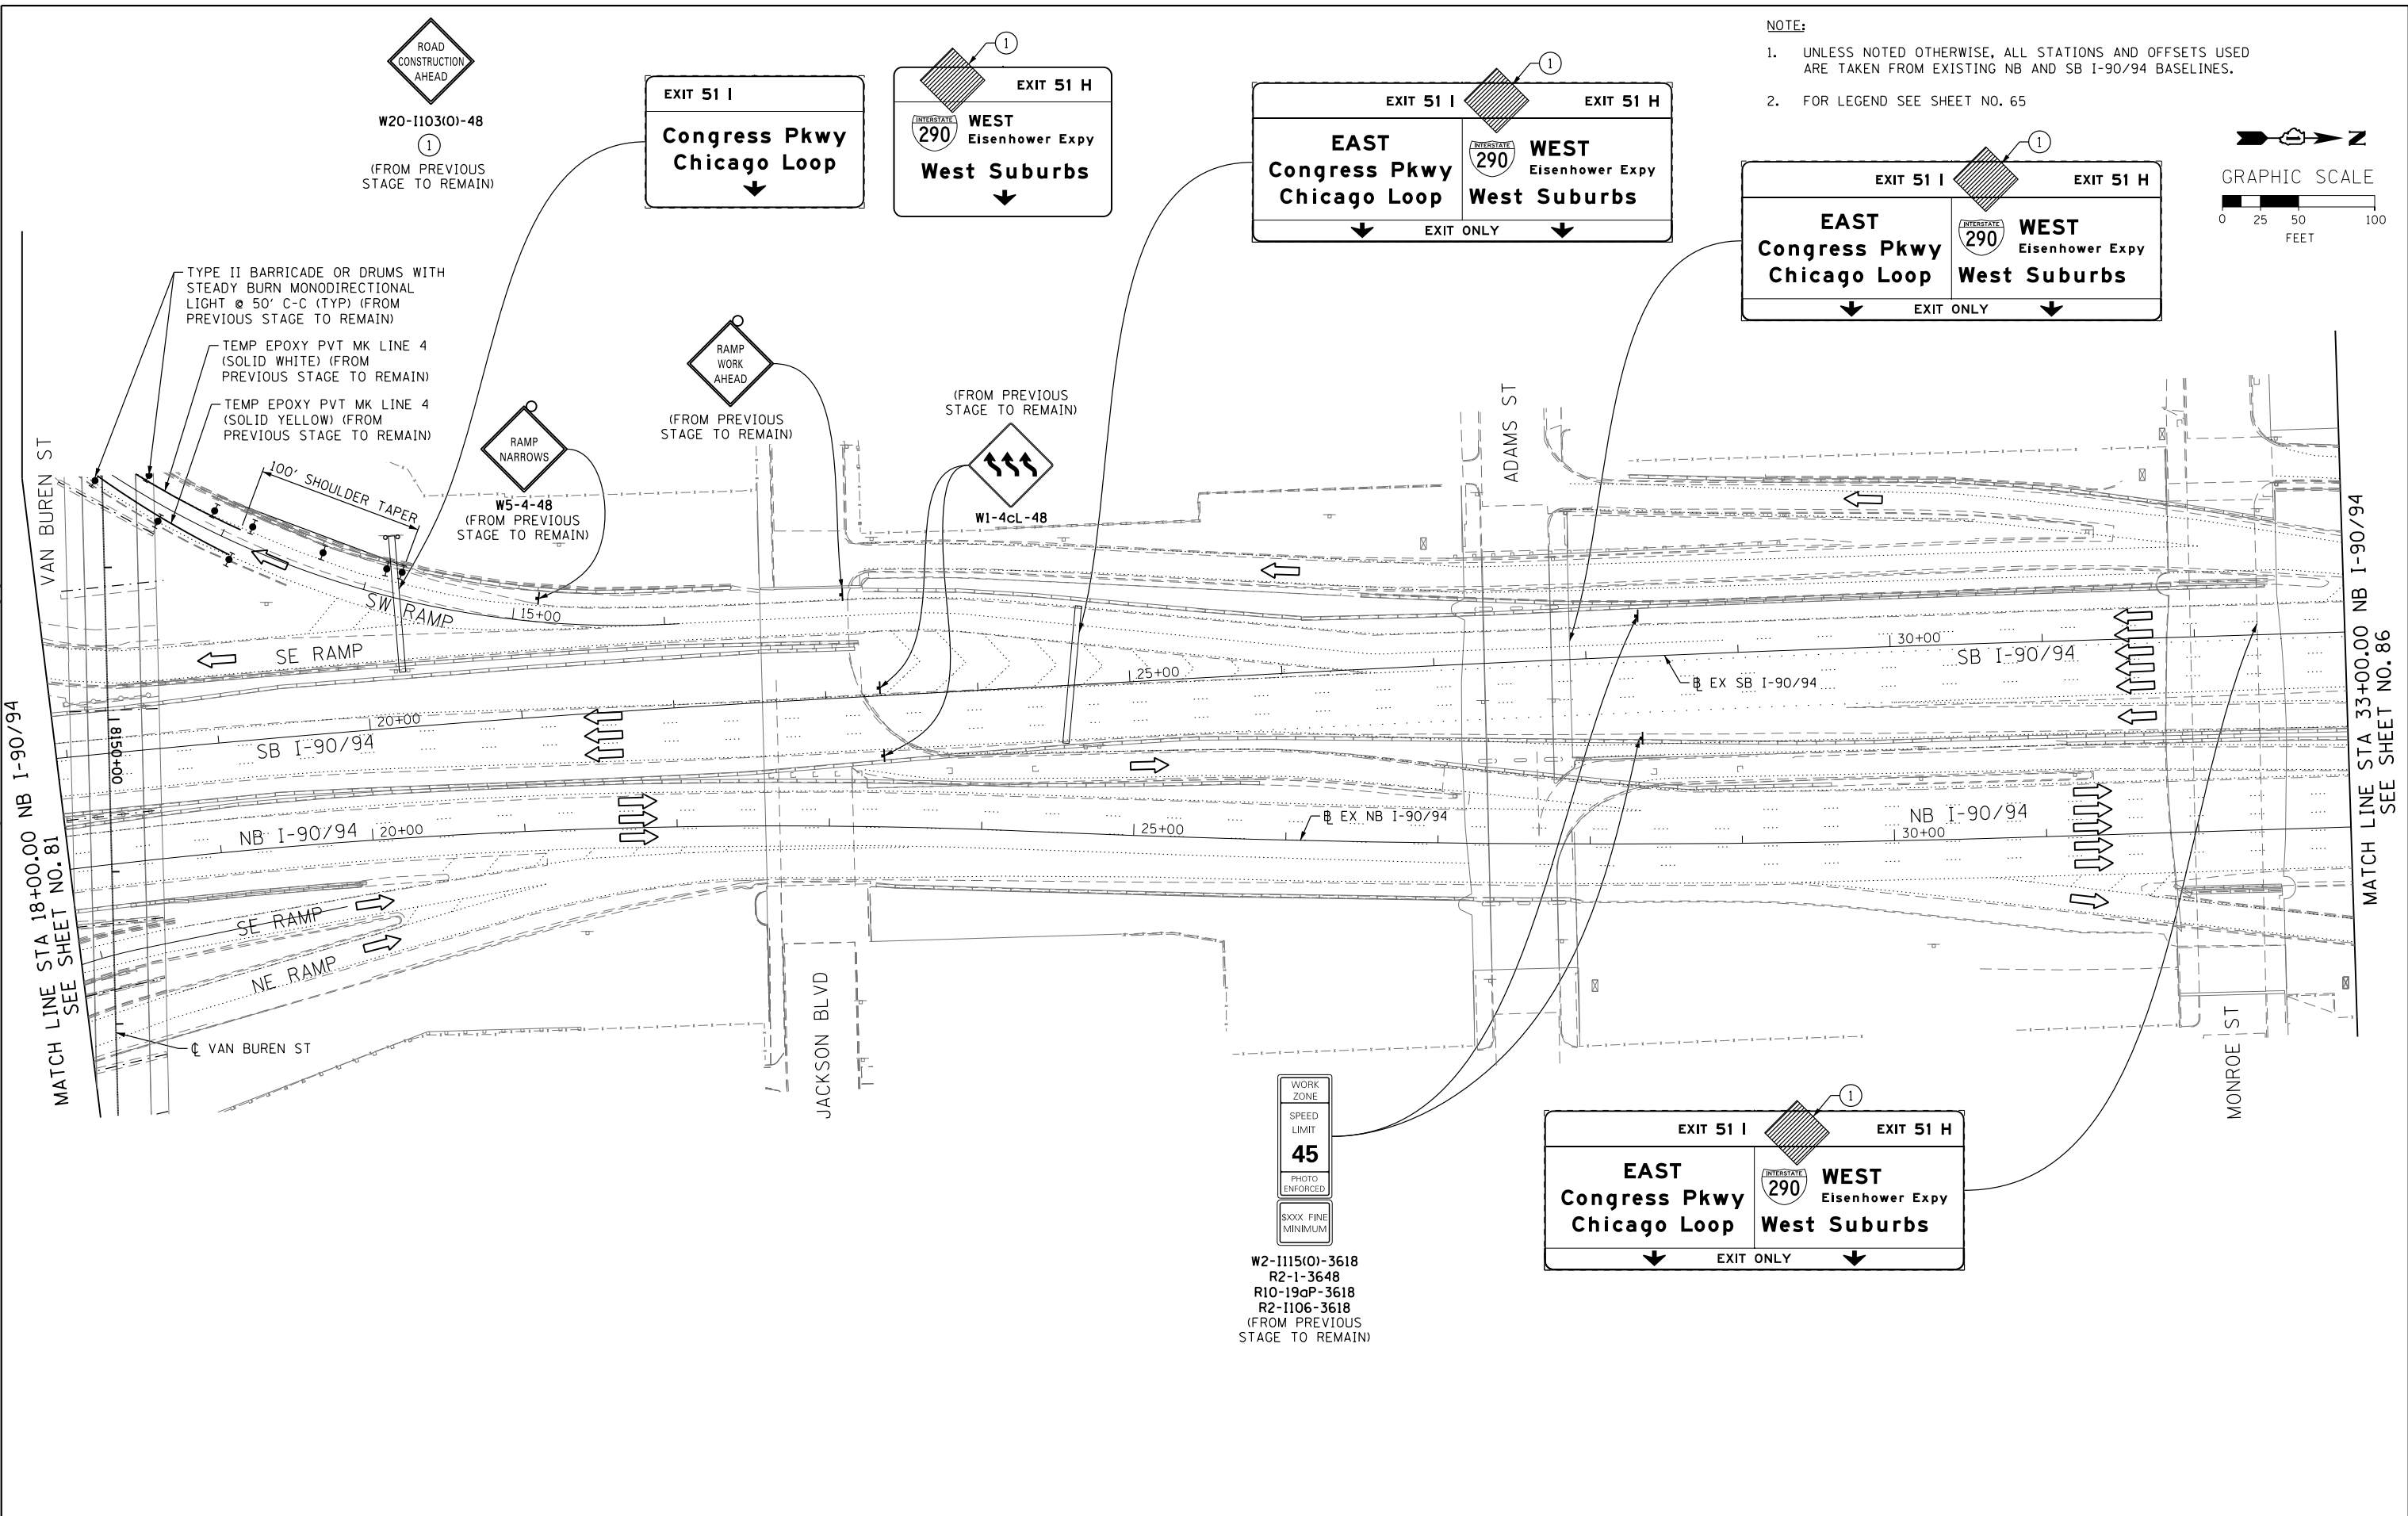 NOTE:
1. UNLESS NOTED OTHERWISE, ALL STATIONS AND OFFSETS USED
ARE TAKEN FROM EXISTING NB AND SB I-90/94 BASELINES.
2. FOR LEGEND SEE SHEET NO. 65
N
GRAPHIC SCALE
0 25 50 100
FEET
ROAD
CONSTRUCTION
AHEAD
W20-I103(O)-48
1
(FROM PREVIOUS
STAGE TO REMAIN)
EXIT 51 I
Congress Pkwy
Chicago Loop
1
EXIT 51 H
INTERSTATE
290
WEST
Eisenhower Expy
West Suburbs
1
EXIT 51 I
EXIT 51 H
EAST
Congress Pkwy
Chicago Loop
INTERSTATE
290
WEST
Eisenhower Expy
West Suburbs
EXIT ONLY
1
EXIT 51 I
EXIT 51 H
EAST
Congress Pkwy
Chicago Loop
INTERSTATE
290
WEST
Eisenhower Expy
West Suburbs
EXIT ONLY
TYPE II BARRICADE OR DRUMS WITH
STEADY BURN MONODIRECTIONAL
LIGHT @ 50' C-C (TYP) (FROM
PREVIOUS STAGE TO REMAIN)
TEMP EPOXY PVT MK LINE 4
(SOLID WHITE) (FROM
PREVIOUS STAGE TO REMAIN)
TEMP EPOXY PVT MK LINE 4
(SOLID YELLOW) (FROM
PREVIOUS STAGE TO REMAIN)
100' SHOULDER TAPER
RAMP
NARROWS
W5-4-48
(FROM PREVIOUS
STAGE TO REMAIN)
RAMP
WORK
AHEAD
(FROM PREVIOUS
STAGE TO REMAIN)
(FROM PREVIOUS
STAGE TO REMAIN)
W1-4cL-48
VAN BUREN ST
ADAMS ST
SW RAMP
15+00
SE RAMP
25+00
30+00
SB I-90/94
℄ EX SB I-90/94
20+00
SB I-90/94
8150+00
NB I-90/94
20+00
25+00
℄ EX NB I-90/94
NB I-90/94
30+00
SE RAMP
NE RAMP
℄ VAN BUREN ST
JACKSON BLVD
MONROE ST
MATCH LINE STA 18+00.00 NB I-90/94
SEE SHEET NO. 81
MATCH LINE STA 33+00.00 NB I-90/94
SEE SHEET NO. 86
WORK
ZONE
SPEED
LIMIT
45
PHOTO
ENFORCED
$XXX FINE
MINIMUM
W2-I115(O)-3618
R2-1-3648
R10-19aP-3618
R2-I106-3618
(FROM PREVIOUS
STAGE TO REMAIN)
1
EXIT 51 I
EXIT 51 H
EAST
Congress Pkwy
Chicago Loop
INTERSTATE
290
WEST
Eisenhower Expy
West Suburbs
EXIT ONLY